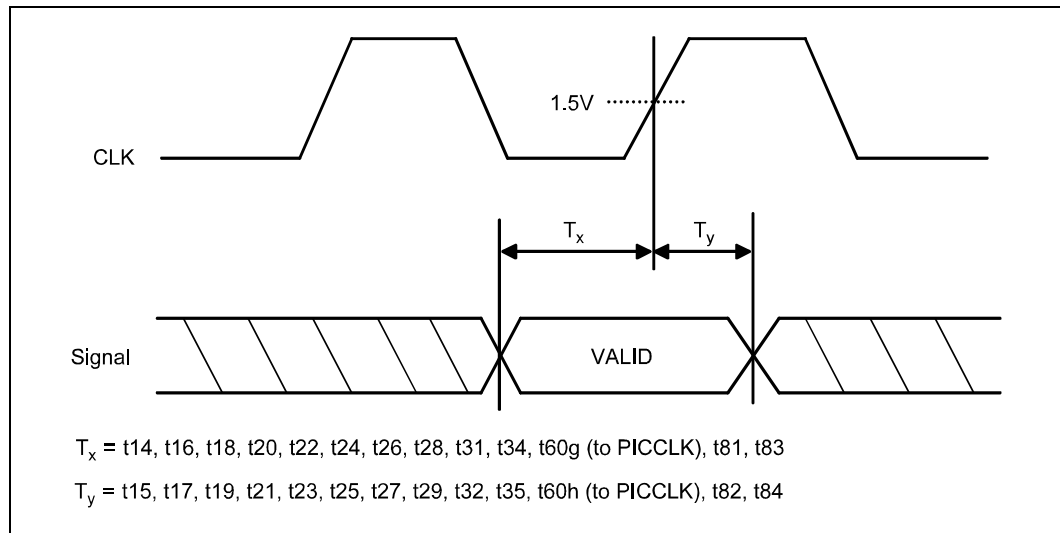 1.5V
CLK
Tx
Ty
Signal
VALID
Tx = t14, t16, t18, t20, t22, t24, t26, t28, t31, t34, t60g (to PICCLK), t81, t83
Ty = t15, t17, t19, t21, t23, t25, t27, t29, t32, t35, t60h (to PICCLK), t82, t84